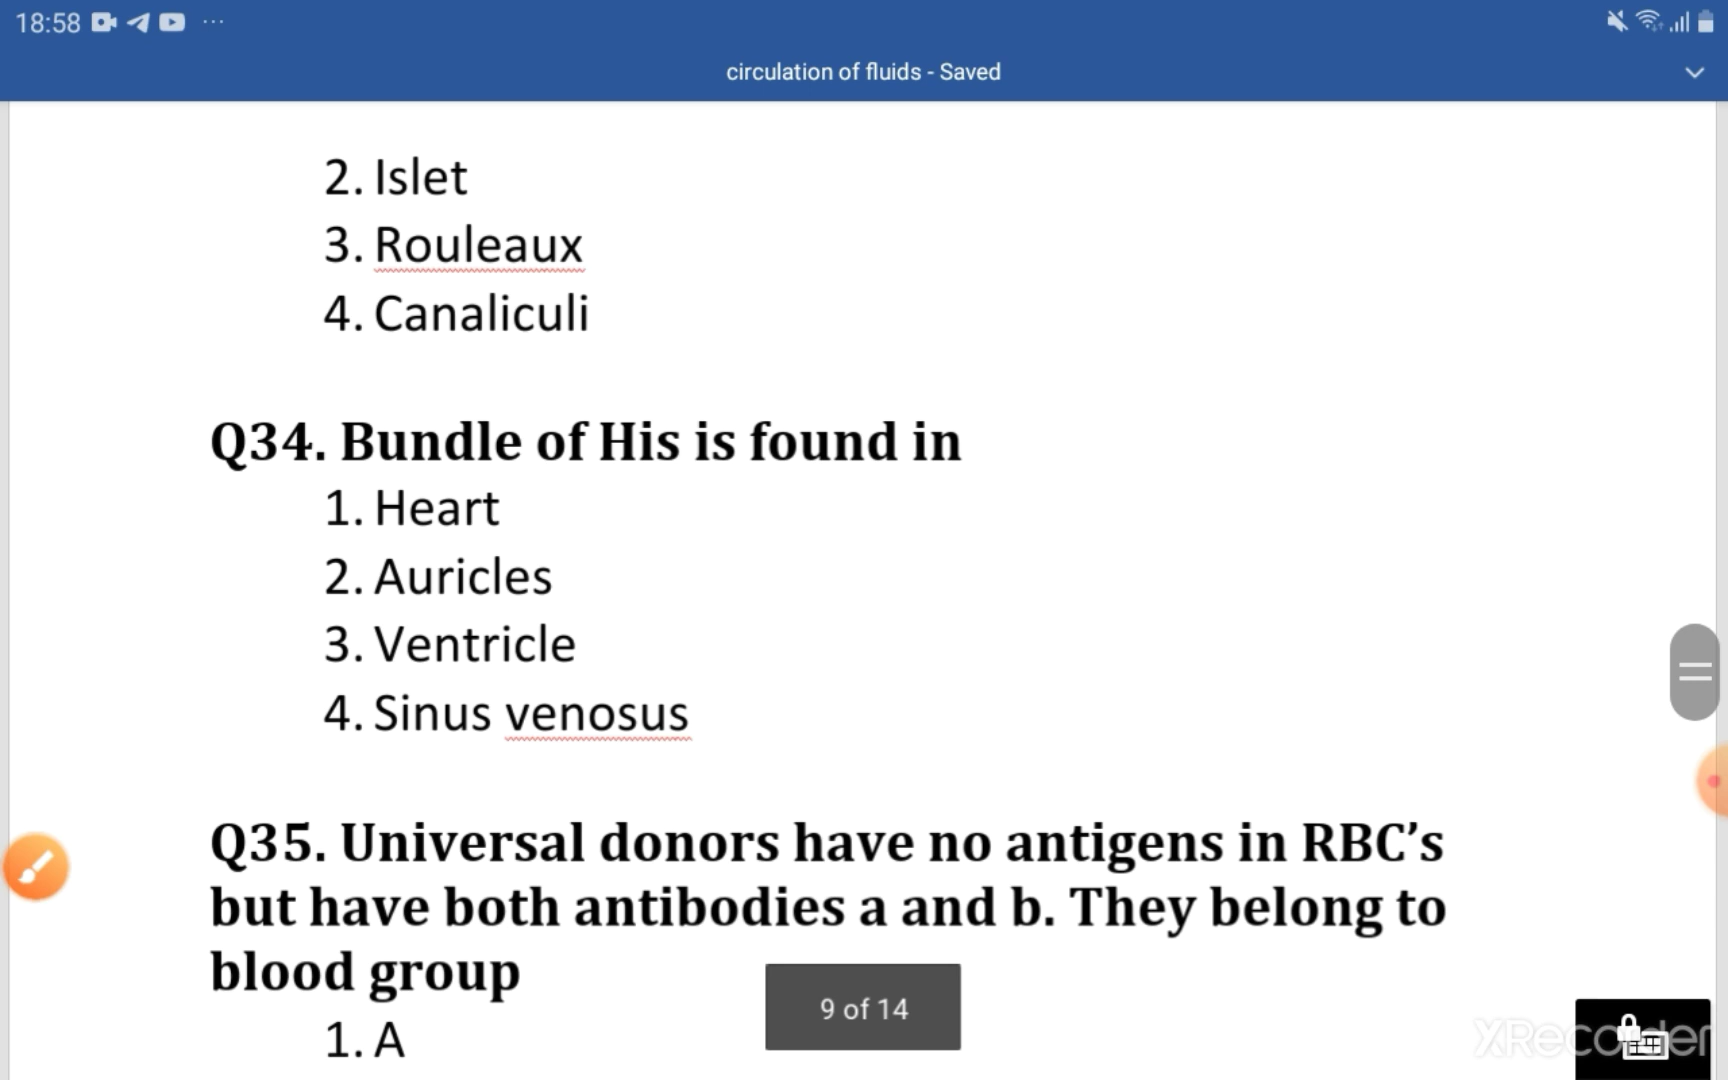 18:58 ...
circulation of fluids - Saved
2. Islet
3. Rouleaux
4. Canaliculi
Q34. Bundle of His is found in
1. Heart
2. Auricles
3. Ventricle
4. Sinus venosus
Q35. Universal donors have no antigens in RBC’s
but have both antibodies a and b. They belong to
blood group
1. A
9 of 14
XRecorder